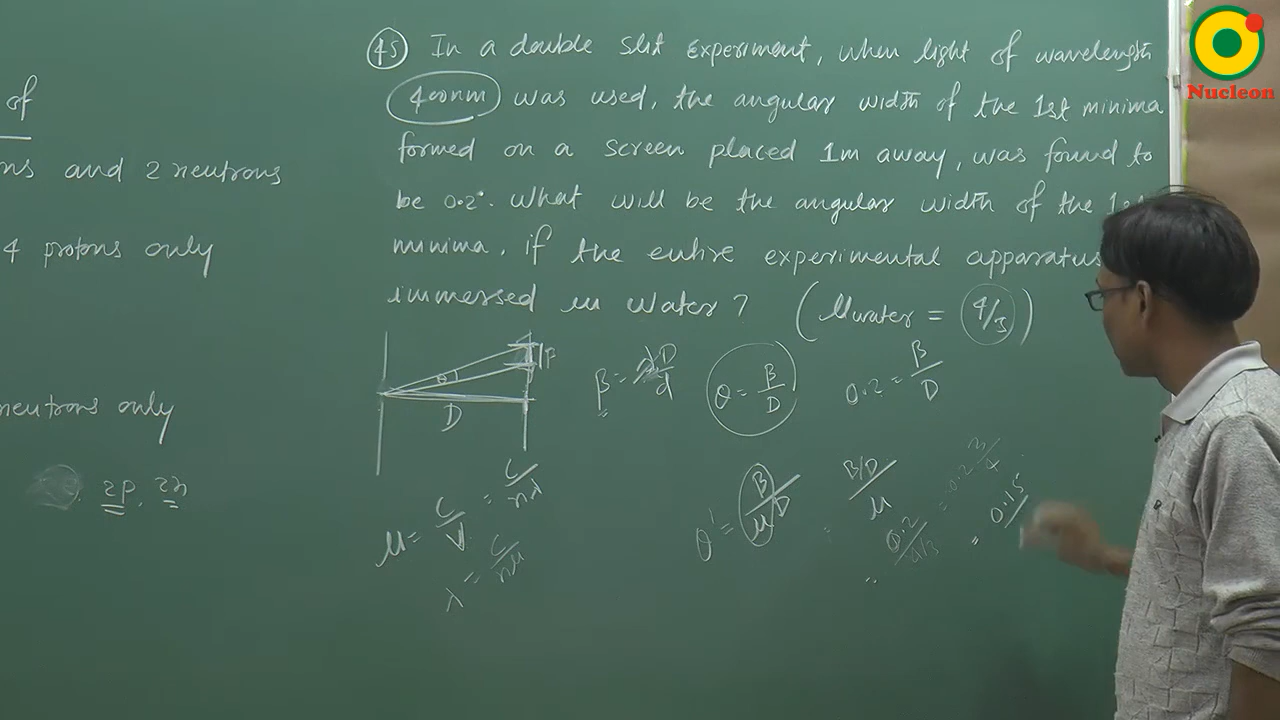 of
ns and 2 neutrons
4 protons only
neutrons only
2p, 2n
45 In a double slit experiment, when light of wavelength
400nm was used, the angular width of the 1st minima
formed on a screen placed 1m away, was found to
be 0.2°. What will be the angular width of the 1st
minima, if the entire experimental apparatus
immersed in water? (μwater = 4/3)
θ β
D
β = λD/d θ = β/D 0.2 = β/D
μ = c/v = c/nλ
λ = c/nμ
θ' = β/μD = β/D/μ
= 0.2/4/3 = 0.2 3/4 = 0.15
Nucleon